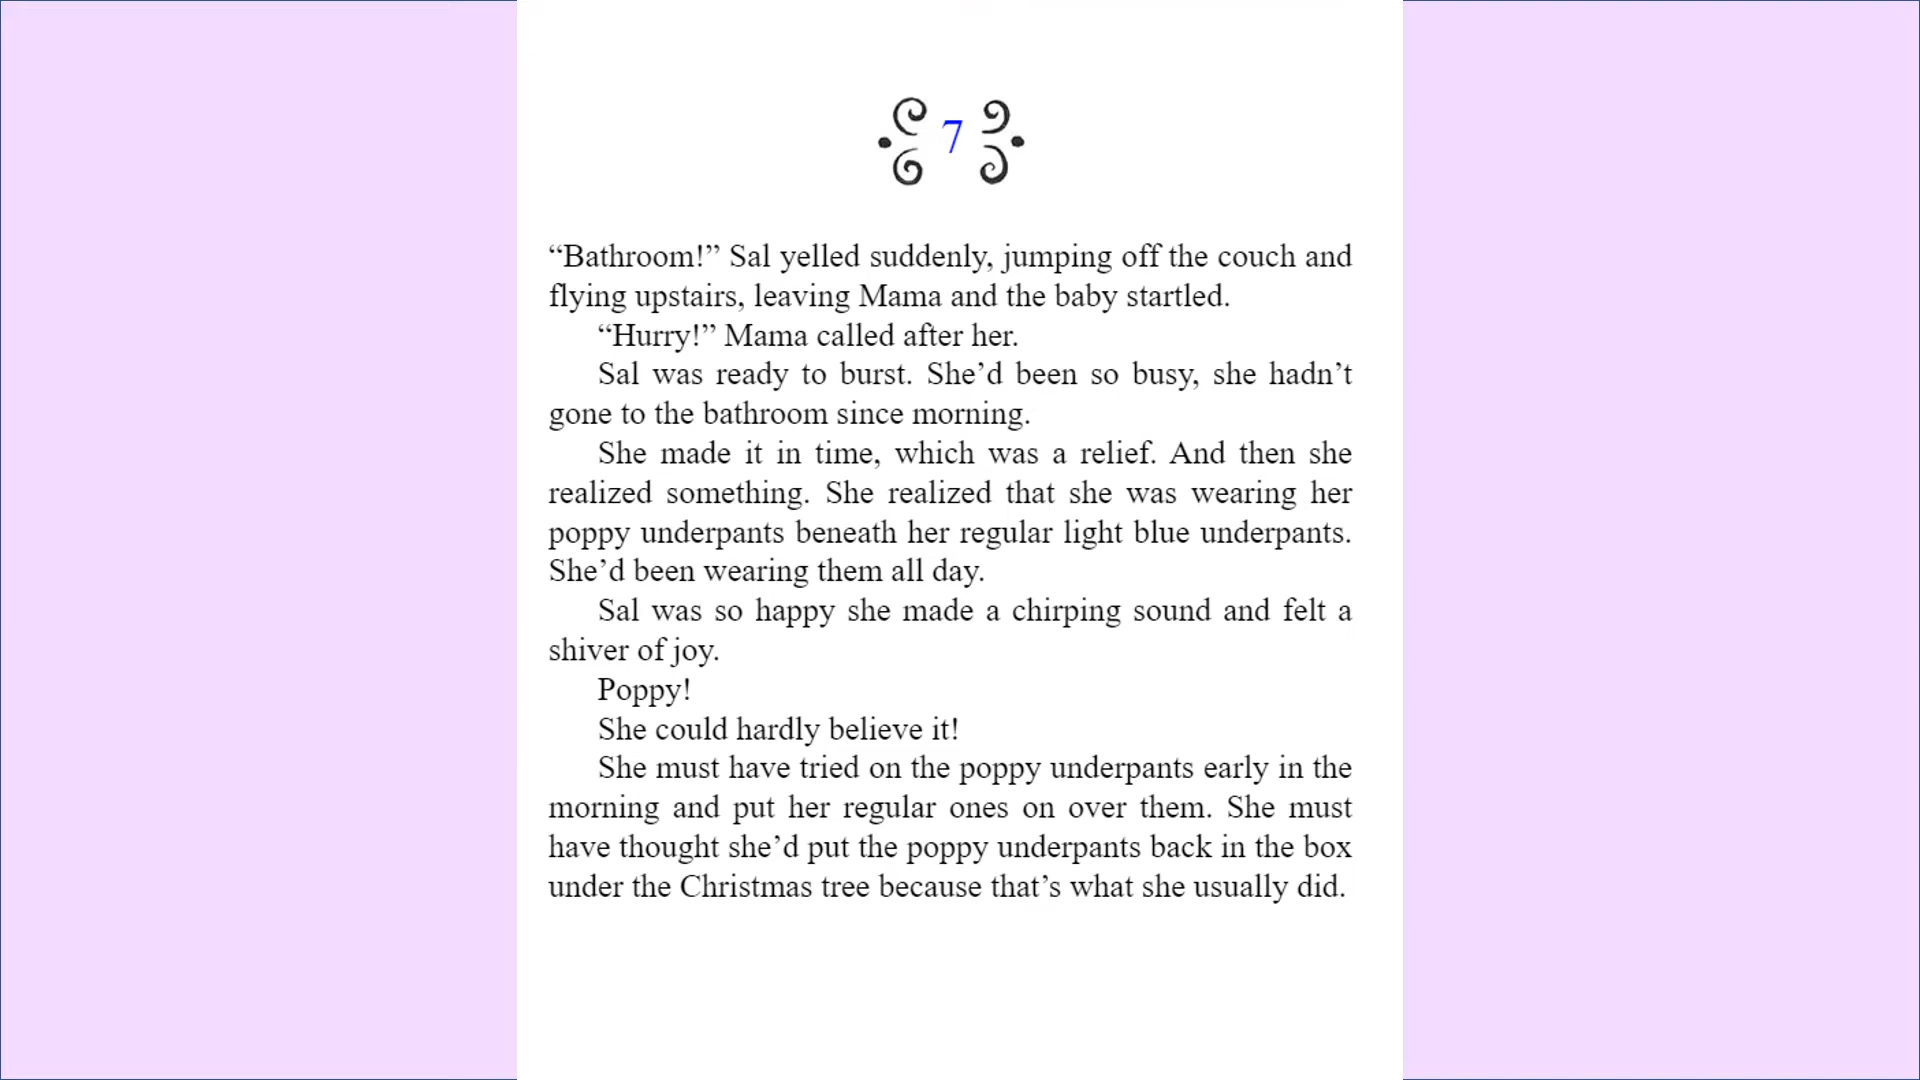 7
“Bathroom!” Sal yelled suddenly, jumping off the couch and
flying upstairs, leaving Mama and the baby startled.
“Hurry!” Mama called after her.
Sal was ready to burst. She’d been so busy, she hadn’t
gone to the bathroom since morning.
She made it in time, which was a relief. And then she
realized something. She realized that she was wearing her
poppy underpants beneath her regular light blue underpants.
She’d been wearing them all day.
Sal was so happy she made a chirping sound and felt a
shiver of joy.
Poppy!
She could hardly believe it!
She must have tried on the poppy underpants early in the
morning and put her regular ones on over them. She must
have thought she’d put the poppy underpants back in the box
under the Christmas tree because that’s what she usually did.